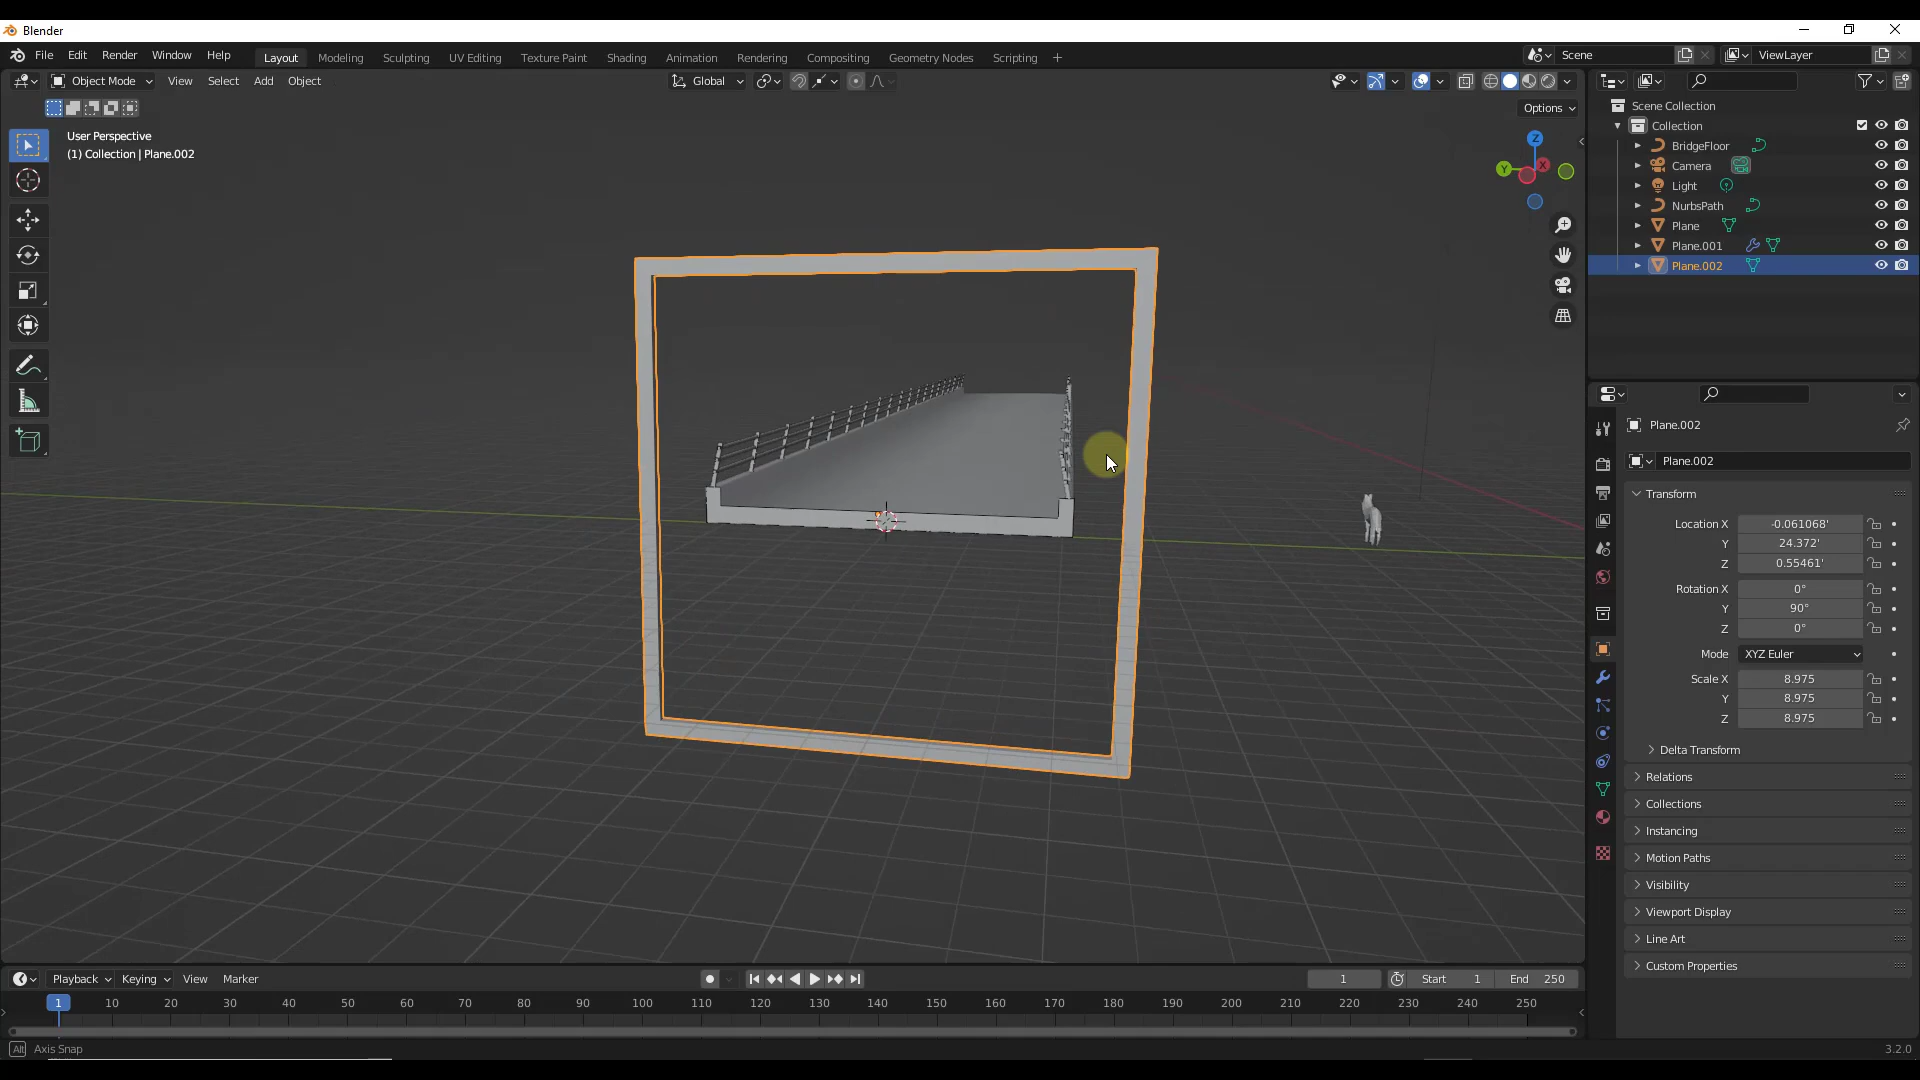 Blender
File Edit Render Window Help Layout Modeling Sculpting UV Editing Texture Paint Shading Animation Rendering Compositing Geometry Nodes Scripting + Scene ViewLayer
Object Mode View Select Add Object Global
Options
User Perspective
(1) Collection | Plane.002
Z
Y X
Scene Collection
Collection
BridgeFloor
Camera
Light
NurbsPath
Plane
Plane.001
Plane.002
Plane.002
Plane.002
Transform
Location X -0.061068'
Y 24.372'
Z 0.55461'
Rotation X 0°
Y 90°
Z 0°
Mode XYZ Euler
Scale X 8.975
Y 8.975
Z 8.975
Delta Transform
Relations
Collections
Instancing
Motion Paths
Visibility
Viewport Display
Line Art
Custom Properties
Playback Keying View Marker 1 Start 1 End 250
1 10 20 30 40 50 60 70 80 90 100 110 120 130 140 150 160 170 180 190 200 210 220 230 240 250
Alt Axis Snap 3.2.0